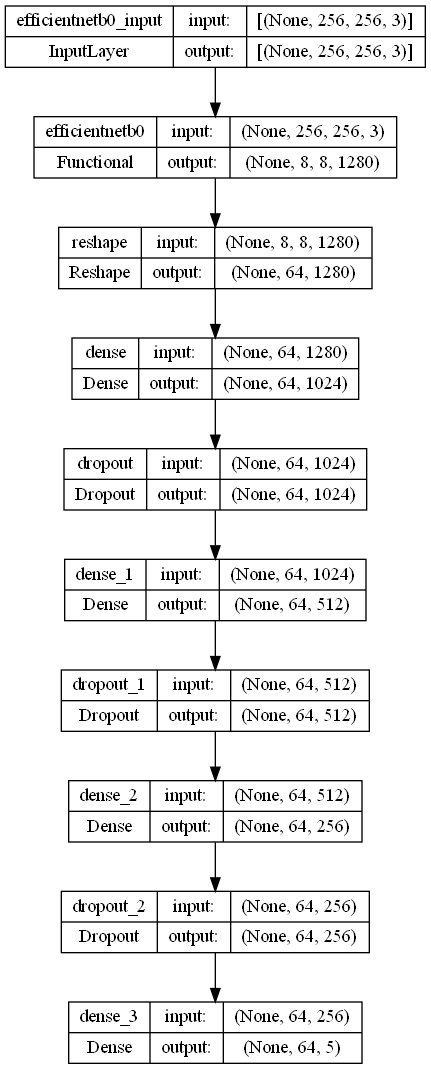 efficientnetb0_input input: [(None, 256, 256, 3)]
InputLayer output: [(None, 256, 256, 3)]
efficientnetb0 input: (None, 256, 256, 3)
Functional output: (None, 8, 8, 1280)
reshape input: (None, 8, 8, 1280)
Reshape output: (None, 64, 1280)
dense input: (None, 64, 1280)
Dense output: (None, 64, 1024)
dropout input: (None, 64, 1024)
Dropout output: (None, 64, 1024)
dense_1 input: (None, 64, 1024)
Dense output: (None, 64, 512)
dropout_1 input: (None, 64, 512)
Dropout output: (None, 64, 512)
dense_2 input: (None, 64, 512)
Dense output: (None, 64, 256)
dropout_2 input: (None, 64, 256)
Dropout output: (None, 64, 256)
dense_3 input: (None, 64, 256)
Dense output: (None, 64, 5)